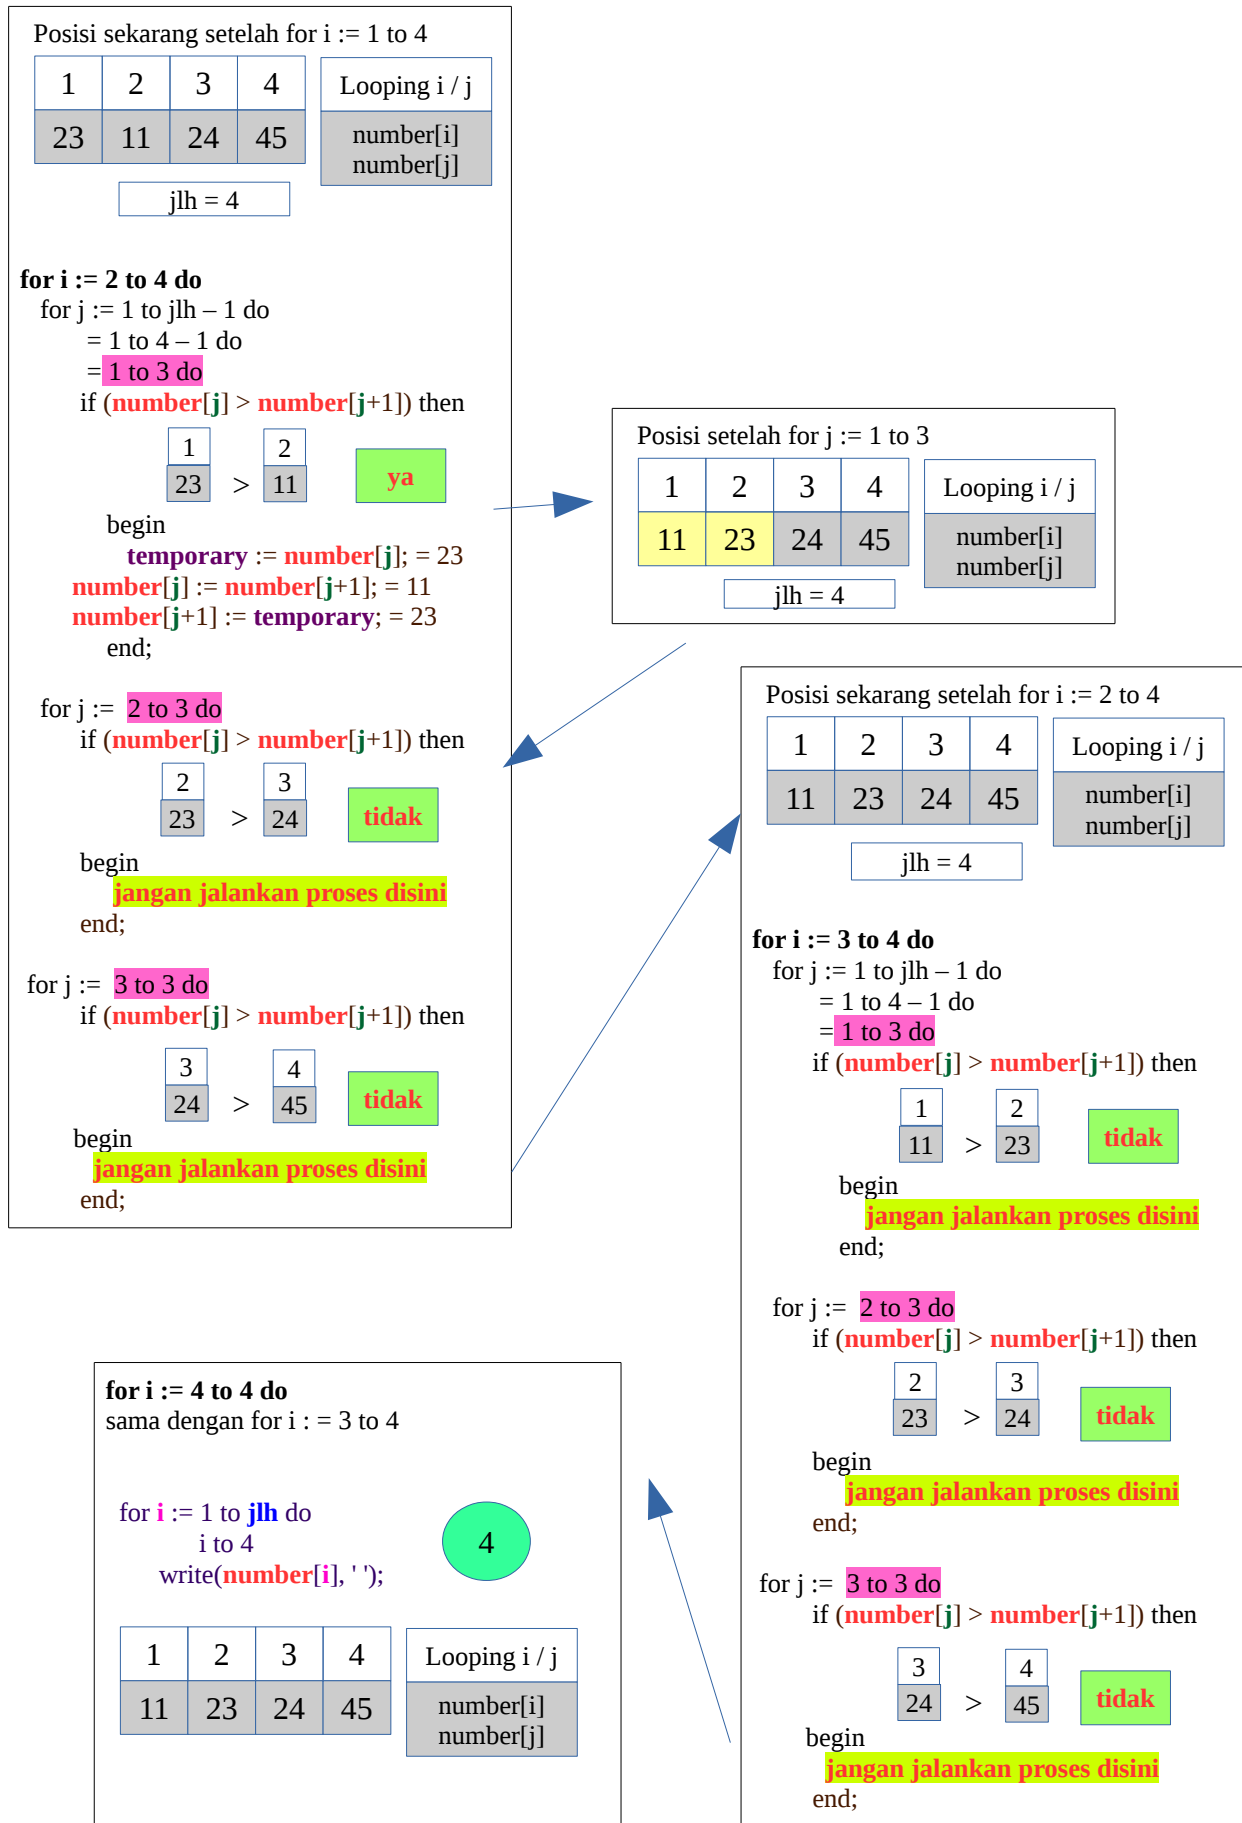 Posisi sekarang setelah for i := 1 to 4
1 2 3 4 Looping i / j
23 11 24 45 number[i]
number[j]
jlh = 4
for i := 2 to 4 do
for j := 1 to jlh – 1 do
= 1 to 4 – 1 do
= 1 to 3 do
if (number[j] > number[j+1]) then
1 2
23 > 11 ya
begin
temporary := number[j]; = 23
number[j] := number[j+1]; = 11
number[j+1] := temporary; = 23
end;
for j := 2 to 3 do
if (number[j] > number[j+1]) then
2 3
23 > 24 tidak
begin
jangan jalankan proses disini
end;
for j := 3 to 3 do
if (number[j] > number[j+1]) then
3 4
24 > 45 tidak
begin
jangan jalankan proses disini
end;
Posisi setelah for j := 1 to 3
1 2 3 4 Looping i / j
11 23 24 45 number[i]
number[j]
jlh = 4
Posisi sekarang setelah for i := 2 to 4
1 2 3 4 Looping i / j
11 23 24 45 number[i]
number[j]
jlh = 4
for i := 3 to 4 do
for j := 1 to jlh – 1 do
= 1 to 4 – 1 do
= 1 to 3 do
if (number[j] > number[j+1]) then
1 2
11 > 23 tidak
begin
jangan jalankan proses disini
end;
for j := 2 to 3 do
if (number[j] > number[j+1]) then
2 3
23 > 24 tidak
begin
jangan jalankan proses disini
end;
for j := 3 to 3 do
if (number[j] > number[j+1]) then
3 4
24 > 45 tidak
begin
jangan jalankan proses disini
end;
for i := 4 to 4 do
sama dengan for i : = 3 to 4
for i := 1 to jlh do
i to 4
4
write(number[i], ' ');
1 2 3 4 Looping i / j
11 23 24 45 number[i]
number[j]